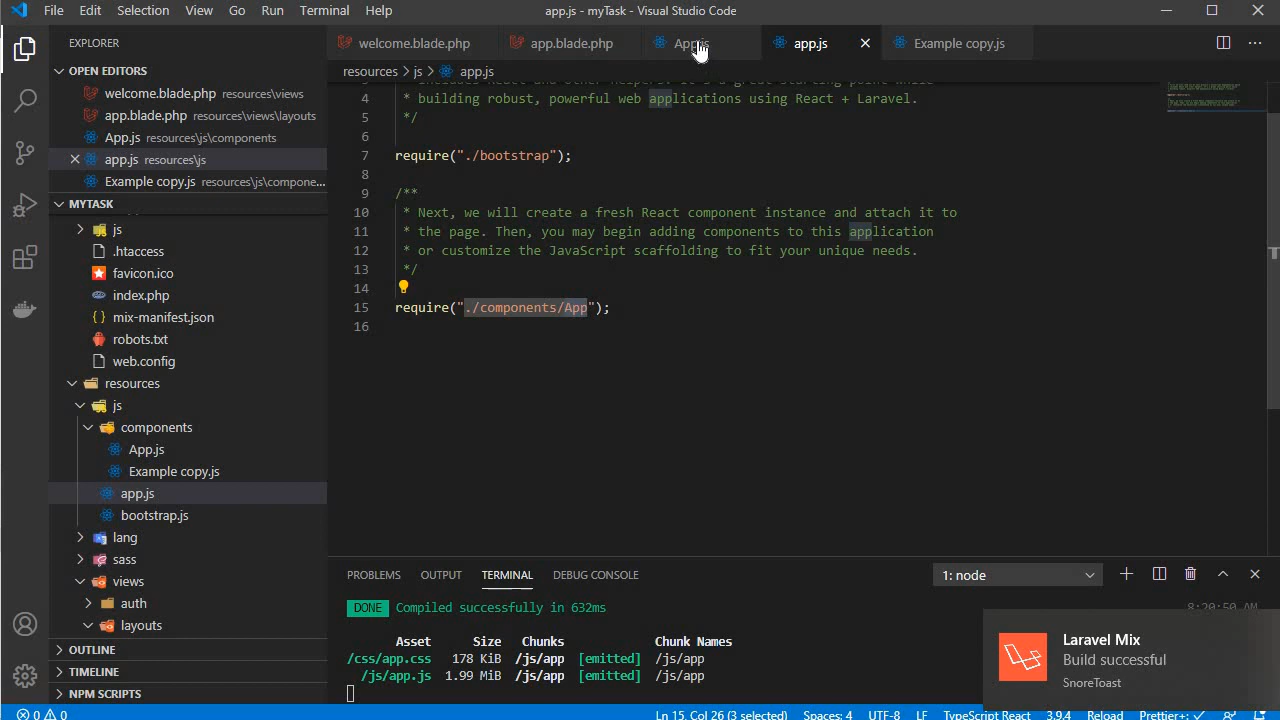 File Edit Selection View Go Run Terminal Help app.js - myTask - Visual Studio Code
EXPLORER
OPEN EDITORS
welcome.blade.php resources\views
app.blade.php resources\views\layouts
App.js resources\js\components
app.js resources\js
Example copy.js resources\js\compone...
MYTASK
js
.htaccess
favicon.ico
index.php
mix-manifest.json
robots.txt
web.config
resources
js
components
App.js
Example copy.js
app.js
bootstrap.js
lang
sass
views
auth
layouts
OUTLINE
TIMELINE
NPM SCRIPTS
welcome.blade.php app.blade.php App.js app.js Example copy.js
resources > js > app.js
4 * building robust, powerful web applications using React + Laravel.
5 */
6
7 require("./bootstrap");
8
9 /**
10 * Next, we will create a fresh React component instance and attach it to
11 * the page. Then, you may begin adding components to this application
12 * or customize the JavaScript scaffolding to fit your unique needs.
13 */
14
15 require("./components/App");
16
PROBLEMS OUTPUT TERMINAL DEBUG CONSOLE 1: node
DONE Compiled successfully in 632ms 8:20:50 AM
Asset Size Chunks Chunk Names
/css/app.css 178 KiB /js/app [emitted] /js/app
/js/app.js 1.99 MiB /js/app [emitted] /js/app
Laravel Mix
Build successful
SnoreToast
0 0 Ln 15, Col 26 (3 selected) Spaces: 4 UTF-8 LF TypeScript React 3.9.4 Reload Prettier+: ✓